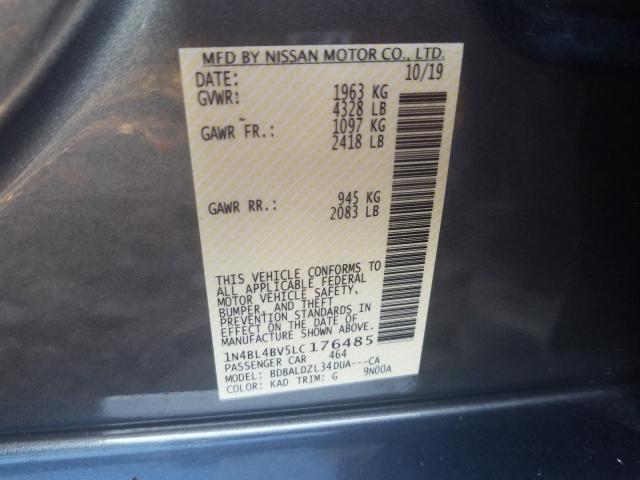 MFD BY NISSAN MOTOR CO., LTD.
DATE: 10/19
GVWR: 1963 KG
4328 LB
GAWR FR.: 1097 KG
2418 LB
GAWR RR.: 945 KG
2083 LB
THIS VEHICLE CONFORMS TO
ALL APPLICABLE FEDERAL
MOTOR VEHICLE SAFETY,
BUMPER, AND THEFT
PREVENTION STANDARDS IN
EFFECT ON THE DATE OF
MANUFACTURE SHOWN ABOVE.
1N4BL4BV5LC176485
PASSENGER CAR 464
MODEL: BDBALDZL34DUA---CA
COLOR: KAD TRIM: G 9N00A